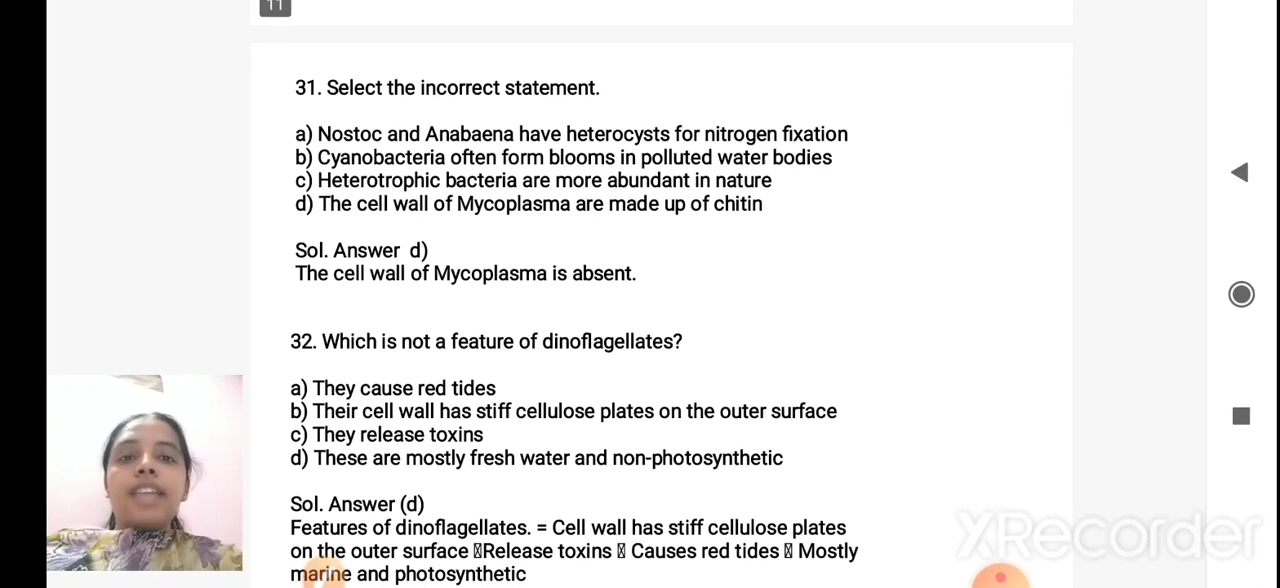 11
31. Select the incorrect statement.
a) Nostoc and Anabaena have heterocysts for nitrogen fixation
b) Cyanobacteria often form blooms in polluted water bodies
c) Heterotrophic bacteria are more abundant in nature
d) The cell wall of Mycoplasma are made up of chitin
Sol. Answer d)
The cell wall of Mycoplasma is absent.
32. Which is not a feature of dinoflagellates?
a) They cause red tides
b) Their cell wall has stiff cellulose plates on the outer surface
c) They release toxins
d) These are mostly fresh water and non-photosynthetic
Sol. Answer (d)
Features of dinoflagellates. = Cell wall has stiff cellulose plates
on the outer surface Release toxins Causes red tides Mostly
marine and photosynthetic
XRecorder